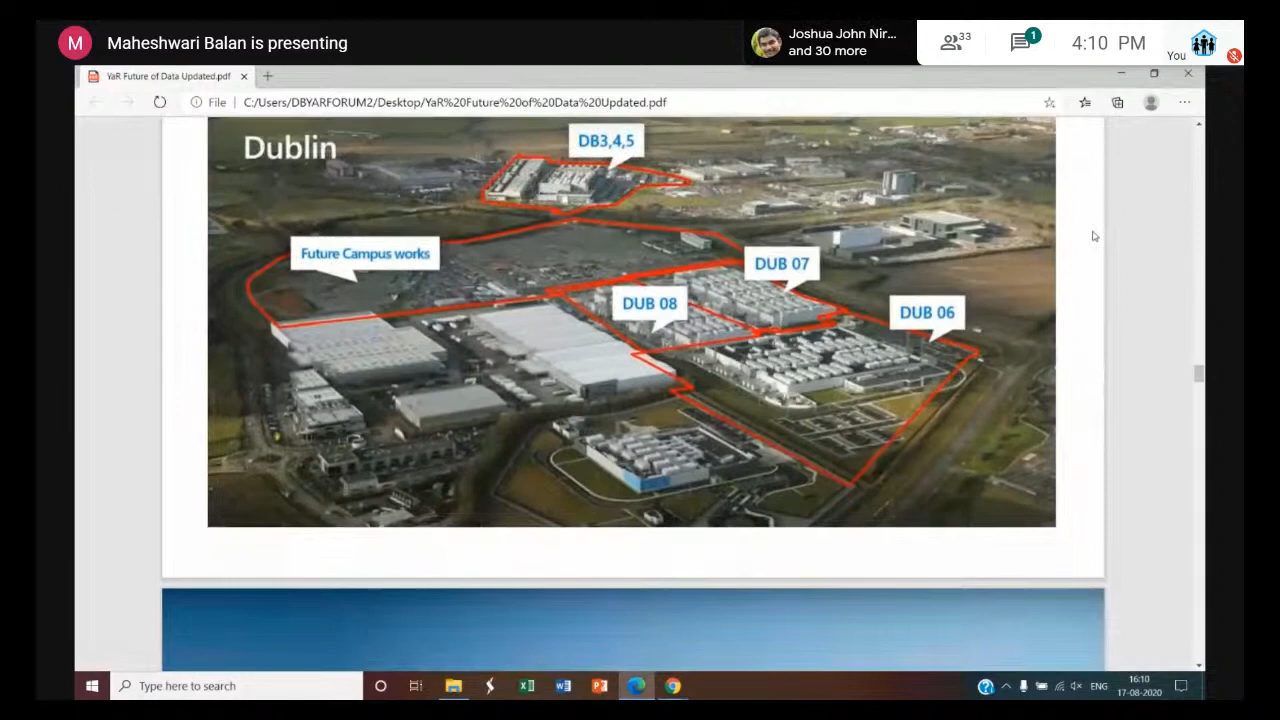 M
Maheshwari Balan is presenting
Joshua John Nir...
and 30 more
33
1
4:10 PM
You
YaR Future of Data Updated.pdf
File
C:/Users/DBYARFORUM2/Desktop/YaR%20Future%20of%20Data%20Updated.pdf
Dublin
DB3,4,5
Future Campus works
DUB 07
DUB 08
DUB 06
Type here to search
ENG
16:10
17-08-2020